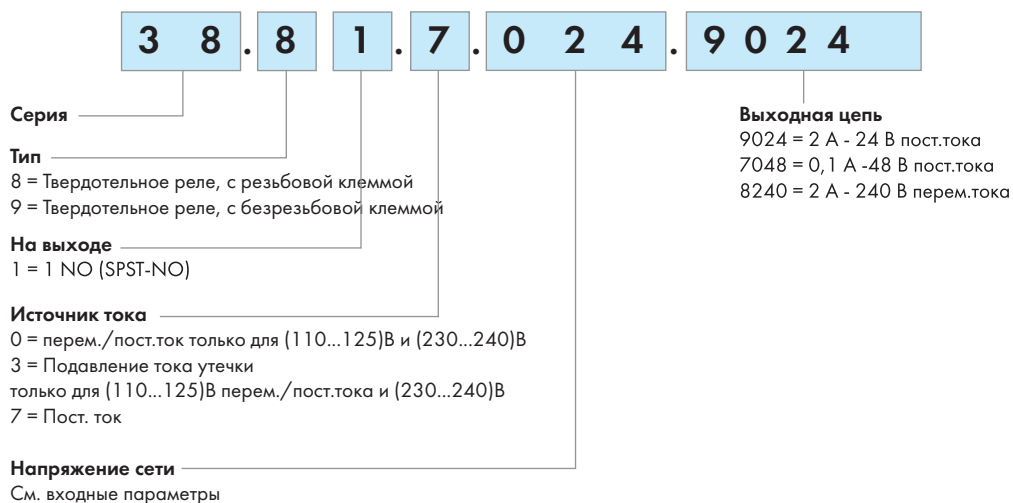 3 8 . 8 1 . 7 . 0 2 4 . 9 0 2 4
Серия
Тип
8 = Твердотельное реле, с резьбовой клеммой
9 = Твердотельное реле, с безрезьбовой клеммой
На выходе
1 = 1 NO (SPST-NO)
Источник тока
0 = перем./пост.ток только для (110...125)В и (230...240)В
3 = Подавление тока утечки
только для (110...125)В перем./пост.тока и (230...240)В
7 = Пост. ток
Напряжение сети
См. входные параметры
Выходная цепь
9024 = 2 А - 24 В пост.тока
7048 = 0,1 А -48 В пост.тока
8240 = 2 А - 240 В перем.тока